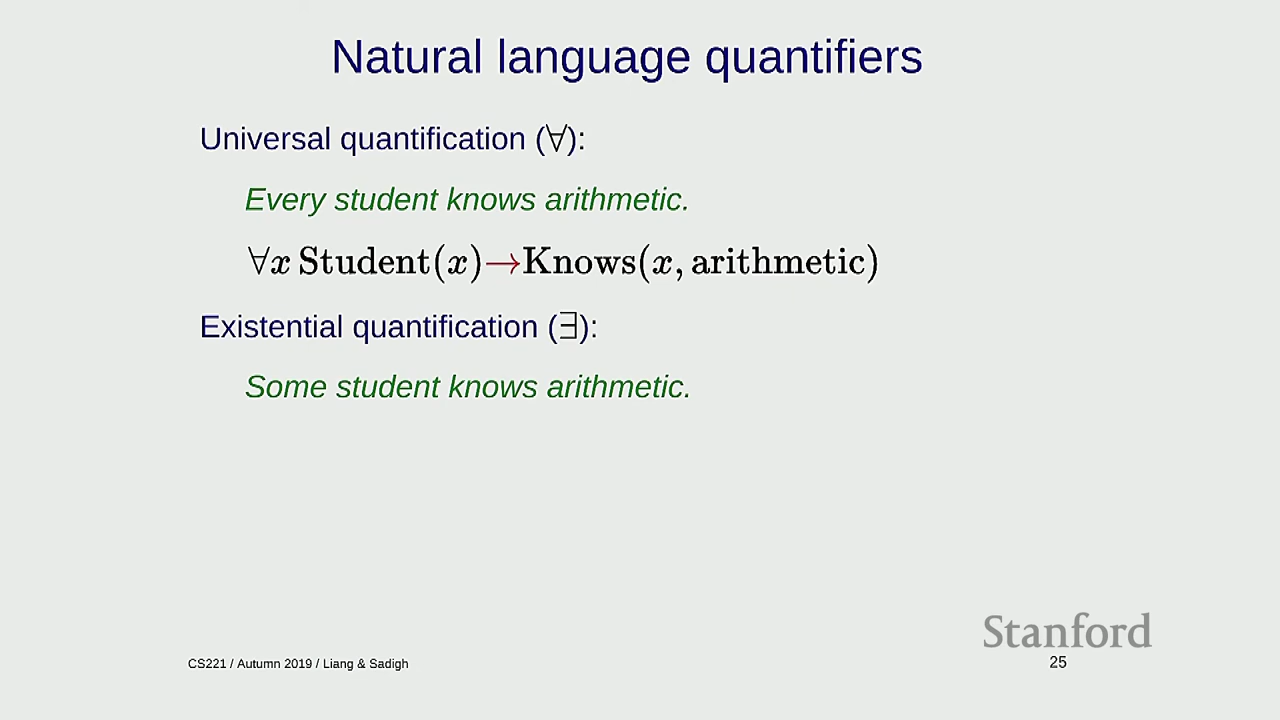 Natural language quantifiers
Universal quantification (∀):
Every student knows arithmetic.
∀x Student(x)→Knows(x, arithmetic)
Existential quantification (∃):
Some student knows arithmetic.
Stanford
CS221 / Autumn 2019 / Liang & Sadigh
25